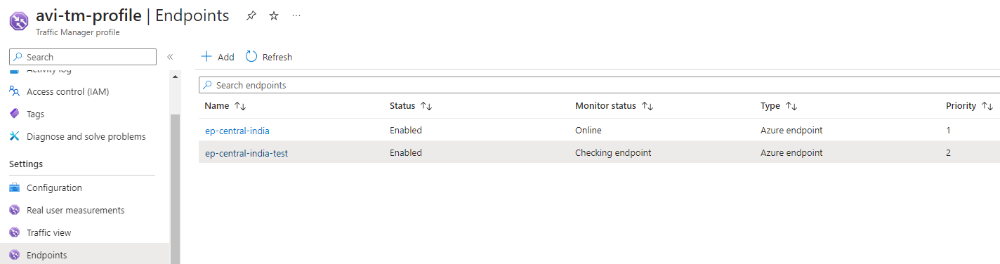 avi-tm-profile | Endpoints
Traffic Manager profile
Search
Activity log
Access control (IAM)
Tags
Diagnose and solve problems
Settings
Configuration
Real user measurements
Traffic view
Endpoints
Add Refresh
Search endpoints
Name Status Monitor status Type Priority
ep-central-india Enabled Online Azure endpoint 1
ep-central-india-test Enabled Checking endpoint Azure endpoint 2